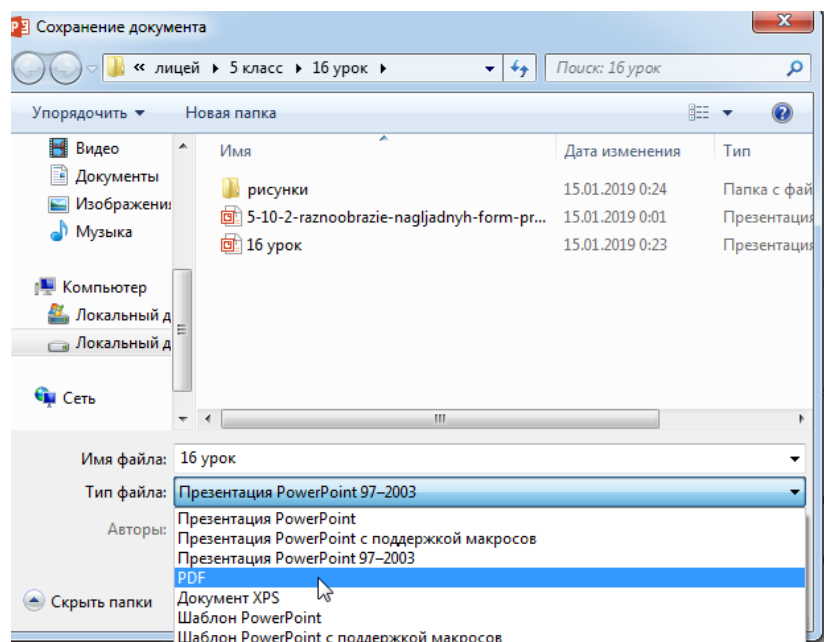 Сохранение документа
« лицей ▸ 5 класс ▸ 16 урок ▸
Поиск: 16 урок
Упорядочить
Новая папка
Видео
Документы
Изображени
Музыка
Компьютер
Локальный д
Локальный д
Сеть
Имя Дата изменения Тип
рисунки 15.01.2019 0:24 Папка с фай
5-10-2-raznoobrazie-nagljadnyh-form-pr... 15.01.2019 0:01 Презентация
16 урок 15.01.2019 0:23 Презентация
Имя файла: 16 урок
Тип файла: Презентация PowerPoint 97–2003
Авторы:
Презентация PowerPoint
Презентация PowerPoint с поддержкой макросов
Презентация PowerPoint 97–2003
PDF
Документ XPS
Шаблон PowerPoint
Шаблон PowerPoint с поддержкой макросов
Скрыть папки